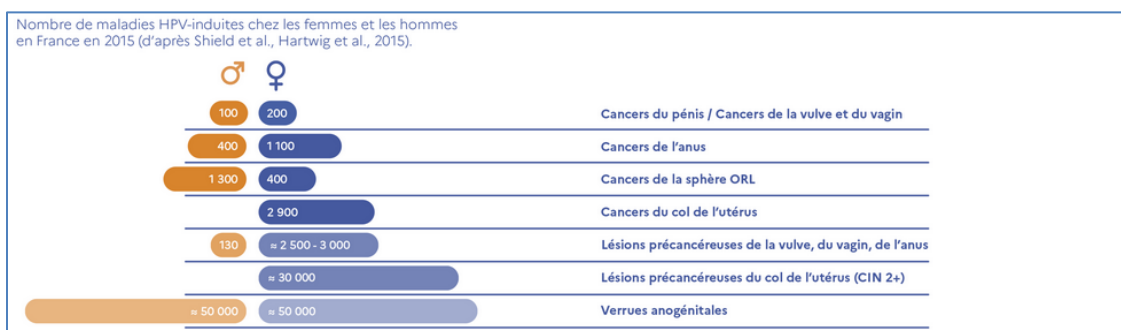 Nombre de maladies HPV-induites chez les femmes et les hommes
en France en 2015 (d'après Shield et al., Hartwig et al., 2015).
♂ ♀
100 200 Cancers du pénis / Cancers de la vulve et du vagin
400 1 100 Cancers de l'anus
1 300 400 Cancers de la sphère ORL
2 900 Cancers du col de l'utérus
130 ≈ 2 500 - 3 000 Lésions précancéreuses de la vulve, du vagin, de l'anus
≈ 30 000 Lésions précancéreuses du col de l'utérus (CIN 2+)
≈ 50 000 ≈ 50 000 Verrues anogénitales